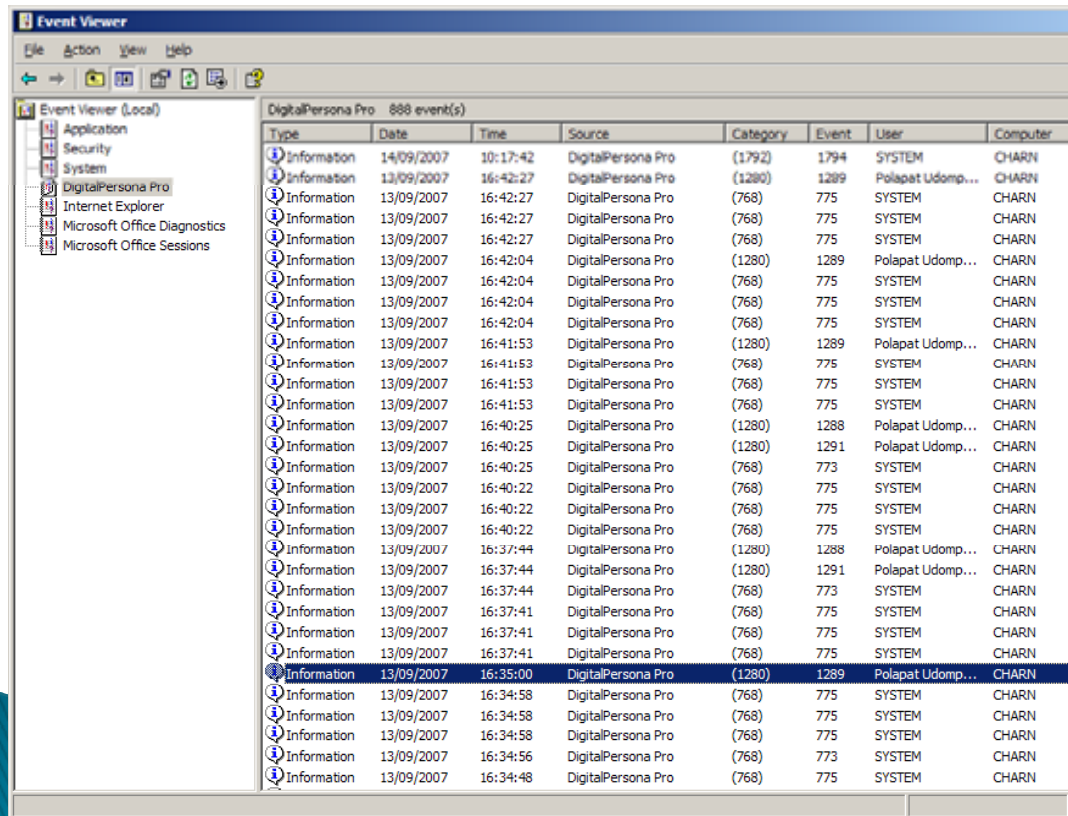 Event Viewer
File Action View Help
Event Viewer (Local)
Application
Security
System
DigitalPersona Pro
Internet Explorer
Microsoft Office Diagnostics
Microsoft Office Sessions
DigitalPersona Pro 888 event(s)
Type Date Time Source Category Event User Computer
Information 14/09/2007 10:17:42 DigitalPersona Pro (1792) 1794 SYSTEM CHARN
Information 13/09/2007 16:42:27 DigitalPersona Pro (1280) 1289 Polapat Udomp... CHARN
Information 13/09/2007 16:42:27 DigitalPersona Pro (768) 775 SYSTEM CHARN
Information 13/09/2007 16:42:27 DigitalPersona Pro (768) 775 SYSTEM CHARN
Information 13/09/2007 16:42:27 DigitalPersona Pro (768) 775 SYSTEM CHARN
Information 13/09/2007 16:42:04 DigitalPersona Pro (1280) 1289 Polapat Udomp... CHARN
Information 13/09/2007 16:42:04 DigitalPersona Pro (768) 775 SYSTEM CHARN
Information 13/09/2007 16:42:04 DigitalPersona Pro (768) 775 SYSTEM CHARN
Information 13/09/2007 16:42:04 DigitalPersona Pro (768) 775 SYSTEM CHARN
Information 13/09/2007 16:41:53 DigitalPersona Pro (1280) 1289 Polapat Udomp... CHARN
Information 13/09/2007 16:41:53 DigitalPersona Pro (768) 775 SYSTEM CHARN
Information 13/09/2007 16:41:53 DigitalPersona Pro (768) 775 SYSTEM CHARN
Information 13/09/2007 16:41:53 DigitalPersona Pro (768) 775 SYSTEM CHARN
Information 13/09/2007 16:40:25 DigitalPersona Pro (1280) 1288 Polapat Udomp... CHARN
Information 13/09/2007 16:40:25 DigitalPersona Pro (1280) 1291 Polapat Udomp... CHARN
Information 13/09/2007 16:40:25 DigitalPersona Pro (768) 773 SYSTEM CHARN
Information 13/09/2007 16:40:22 DigitalPersona Pro (768) 775 SYSTEM CHARN
Information 13/09/2007 16:40:22 DigitalPersona Pro (768) 775 SYSTEM CHARN
Information 13/09/2007 16:40:22 DigitalPersona Pro (768) 775 SYSTEM CHARN
Information 13/09/2007 16:37:44 DigitalPersona Pro (1280) 1288 Polapat Udomp... CHARN
Information 13/09/2007 16:37:44 DigitalPersona Pro (1280) 1291 Polapat Udomp... CHARN
Information 13/09/2007 16:37:44 DigitalPersona Pro (768) 773 SYSTEM CHARN
Information 13/09/2007 16:37:41 DigitalPersona Pro (768) 775 SYSTEM CHARN
Information 13/09/2007 16:37:41 DigitalPersona Pro (768) 775 SYSTEM CHARN
Information 13/09/2007 16:37:41 DigitalPersona Pro (768) 775 SYSTEM CHARN
Information 13/09/2007 16:35:00 DigitalPersona Pro (1280) 1289 Polapat Udomp... CHARN
Information 13/09/2007 16:34:58 DigitalPersona Pro (768) 775 SYSTEM CHARN
Information 13/09/2007 16:34:58 DigitalPersona Pro (768) 775 SYSTEM CHARN
Information 13/09/2007 16:34:58 DigitalPersona Pro (768) 775 SYSTEM CHARN
Information 13/09/2007 16:34:56 DigitalPersona Pro (768) 773 SYSTEM CHARN
Information 13/09/2007 16:34:48 DigitalPersona Pro (768) 775 SYSTEM CHARN